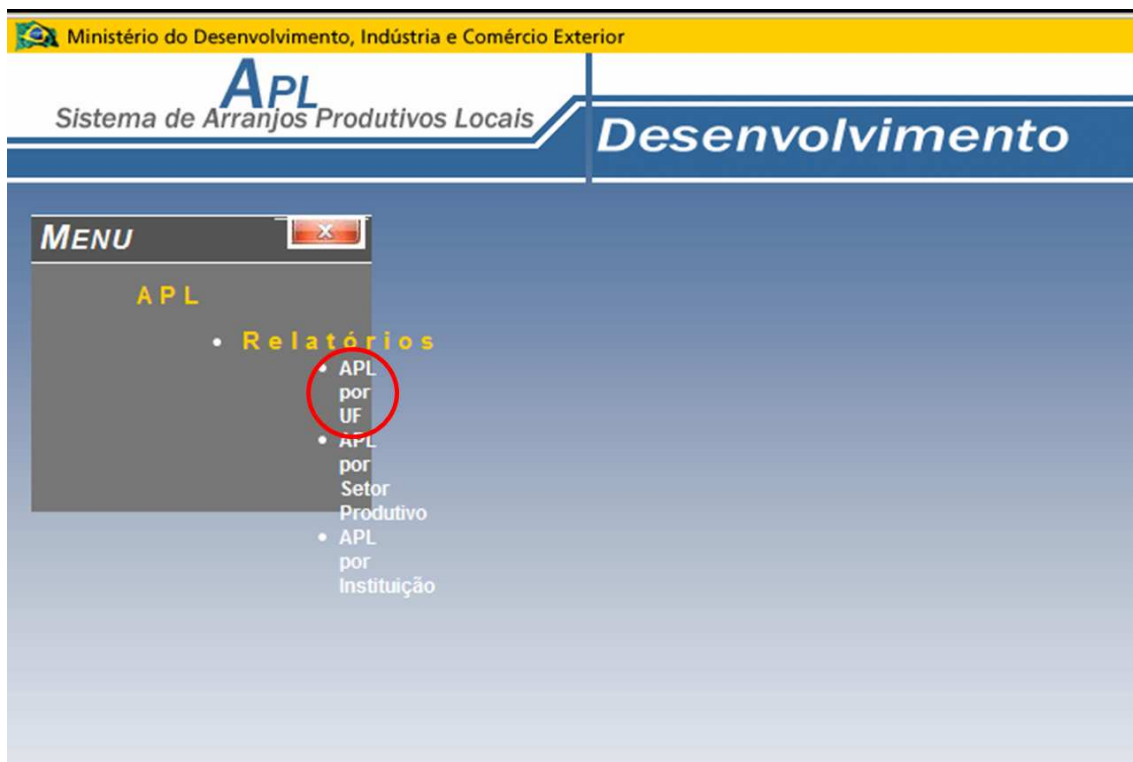 Ministério do Desenvolvimento, Indústria e Comércio Exterior
APL
Sistema de Arranjos Produtivos Locais
Desenvolvimento
MENU
X
APL
• Relatórios
• APL
por
UF
• APL
por
Setor
Produtivo
• APL
por
Instituição